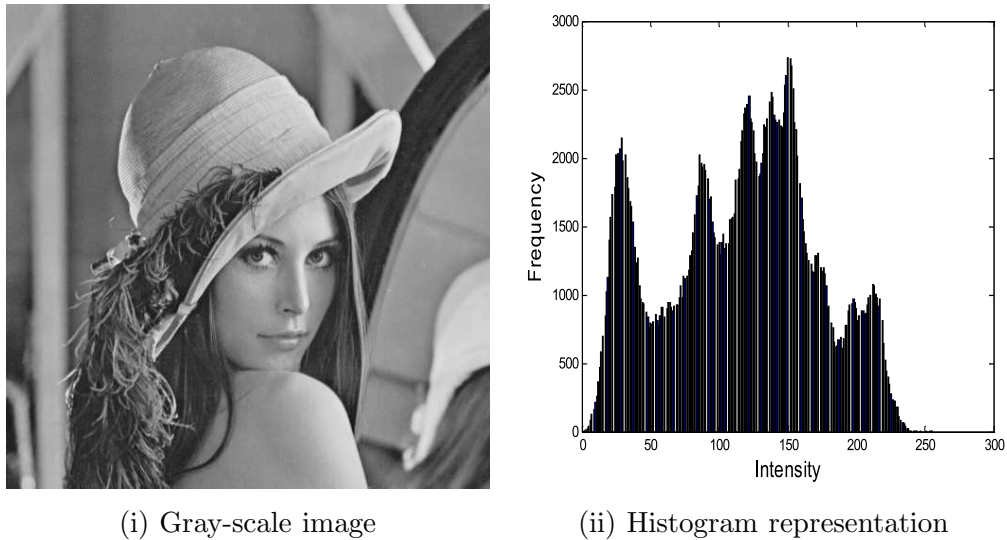 3000
2500
2000
1500
1000
500
0
Frequency
0 50 100 150 200 250 300
Intensity
(i) Gray-scale image
(ii) Histogram representation